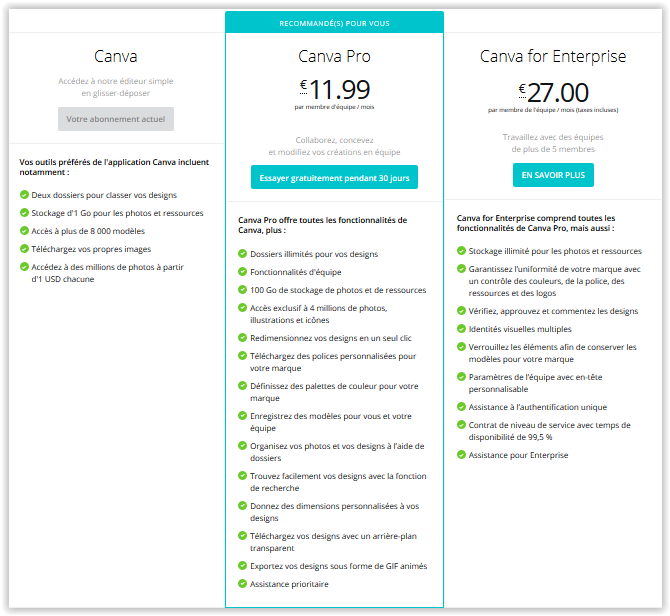 RECOMMANDÉ(S) POUR VOUS
Canva
Accédez à notre éditeur simple
en glisser-déposer
Votre abonnement actuel
Vos outils préférés de l'application Canva incluent
notamment :
Deux dossiers pour classer vos designs
Stockage d'1 Go pour les photos et ressources
Accès à plus de 8 000 modèles
Téléchargez vos propres images
Accédez à des millions de photos à partir
d'1 USD chacune
Canva Pro
€11.99
par membre d'équipe / mois
Collaborez, concevez
et modifiez vos créations en équipe
Essayer gratuitement pendant 30 jours
Canva Pro offre toutes les fonctionnalités de
Canva, plus :
Dossiers illimités pour vos designs
Fonctionnalités d'équipe
100 Go de stockage de photos et de ressources
Accès exclusif à 4 millions de photos,
illustrations et icônes
Redimensionnez vos designs en un seul clic
Téléchargez des polices personnalisées pour
votre marque
Définissez des palettes de couleur pour votre
marque
Enregistrez des modèles pour vous et votre
équipe
Organisez vos photos et vos designs à l'aide de
dossiers
Trouvez facilement vos designs avec la fonction
de recherche
Donnez des dimensions personnalisées à vos
designs
Téléchargez vos designs avec un arrière-plan
transparent
Exportez vos designs sous forme de GIF animés
Assistance prioritaire
Canva for Enterprise
€27.00
par membre de l'équipe / mois (taxes incluses)
Travaillez avec des équipes
de plus de 5 membres
EN SAVOIR PLUS
Canva for Enterprise comprend toutes les
fonctionnalités de Canva Pro, mais aussi :
Stockage illimité pour les photos et ressources
Garantissez l'uniformité de votre marque avec
un contrôle des couleurs, de la police, des
ressources et des logos
Vérifiez, approuvez et commentez les designs
Identités visuelles multiples
Verrouillez les éléments afin de conserver les
modèles pour votre marque
Paramètres de l'équipe avec en-tête
personnalisable
Assistance à l'authentification unique
Contrat de niveau de service avec temps de
disponibilité de 99,5 %
Assistance pour Enterprise